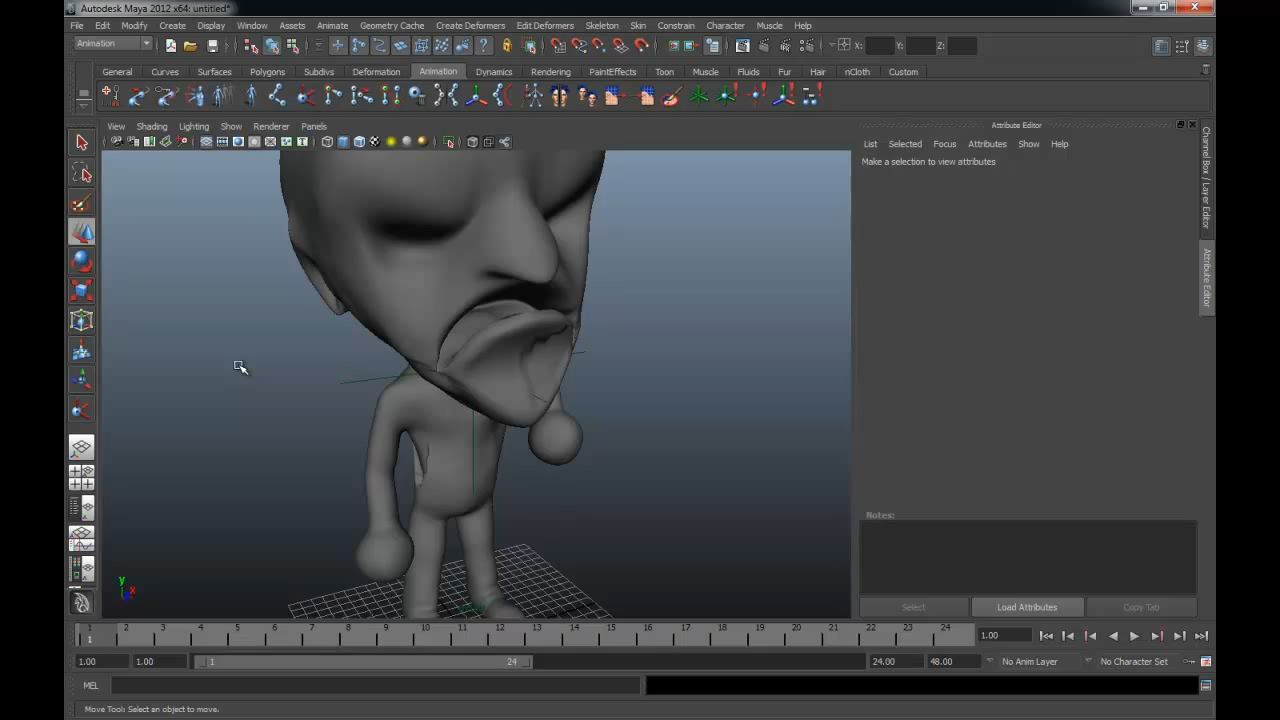 Autodesk Maya 2012 x64: untitled*
File Edit Modify Create Display Window Assets Animate Geometry Cache Create Deformers Edit Deformers Skeleton Skin Constrain Character Muscle Help
Animation X: Y: Z:
General Curves Surfaces Polygons Subdivs Deformation Animation Dynamics Rendering PaintEffects Toon Muscle Fluids Fur Hair nCloth Custom
View Shading Lighting Show Renderer Panels
Attribute Editor
List Selected Focus Attributes Show Help
Make a selection to view attributes
Channel Box / Layer Editor
Attribute Editor
Notes:
y
x
Select Load Attributes Copy Tab
1 2 3 4 5 6 7 8 9 10 11 12 13 14 15 16 17 18 19 20 21 22 23 24
1 1.00
1.00 1.00 1 24 24.00 48.00 No Anim Layer No Character Set
MEL
Move Tool: Select an object to move.